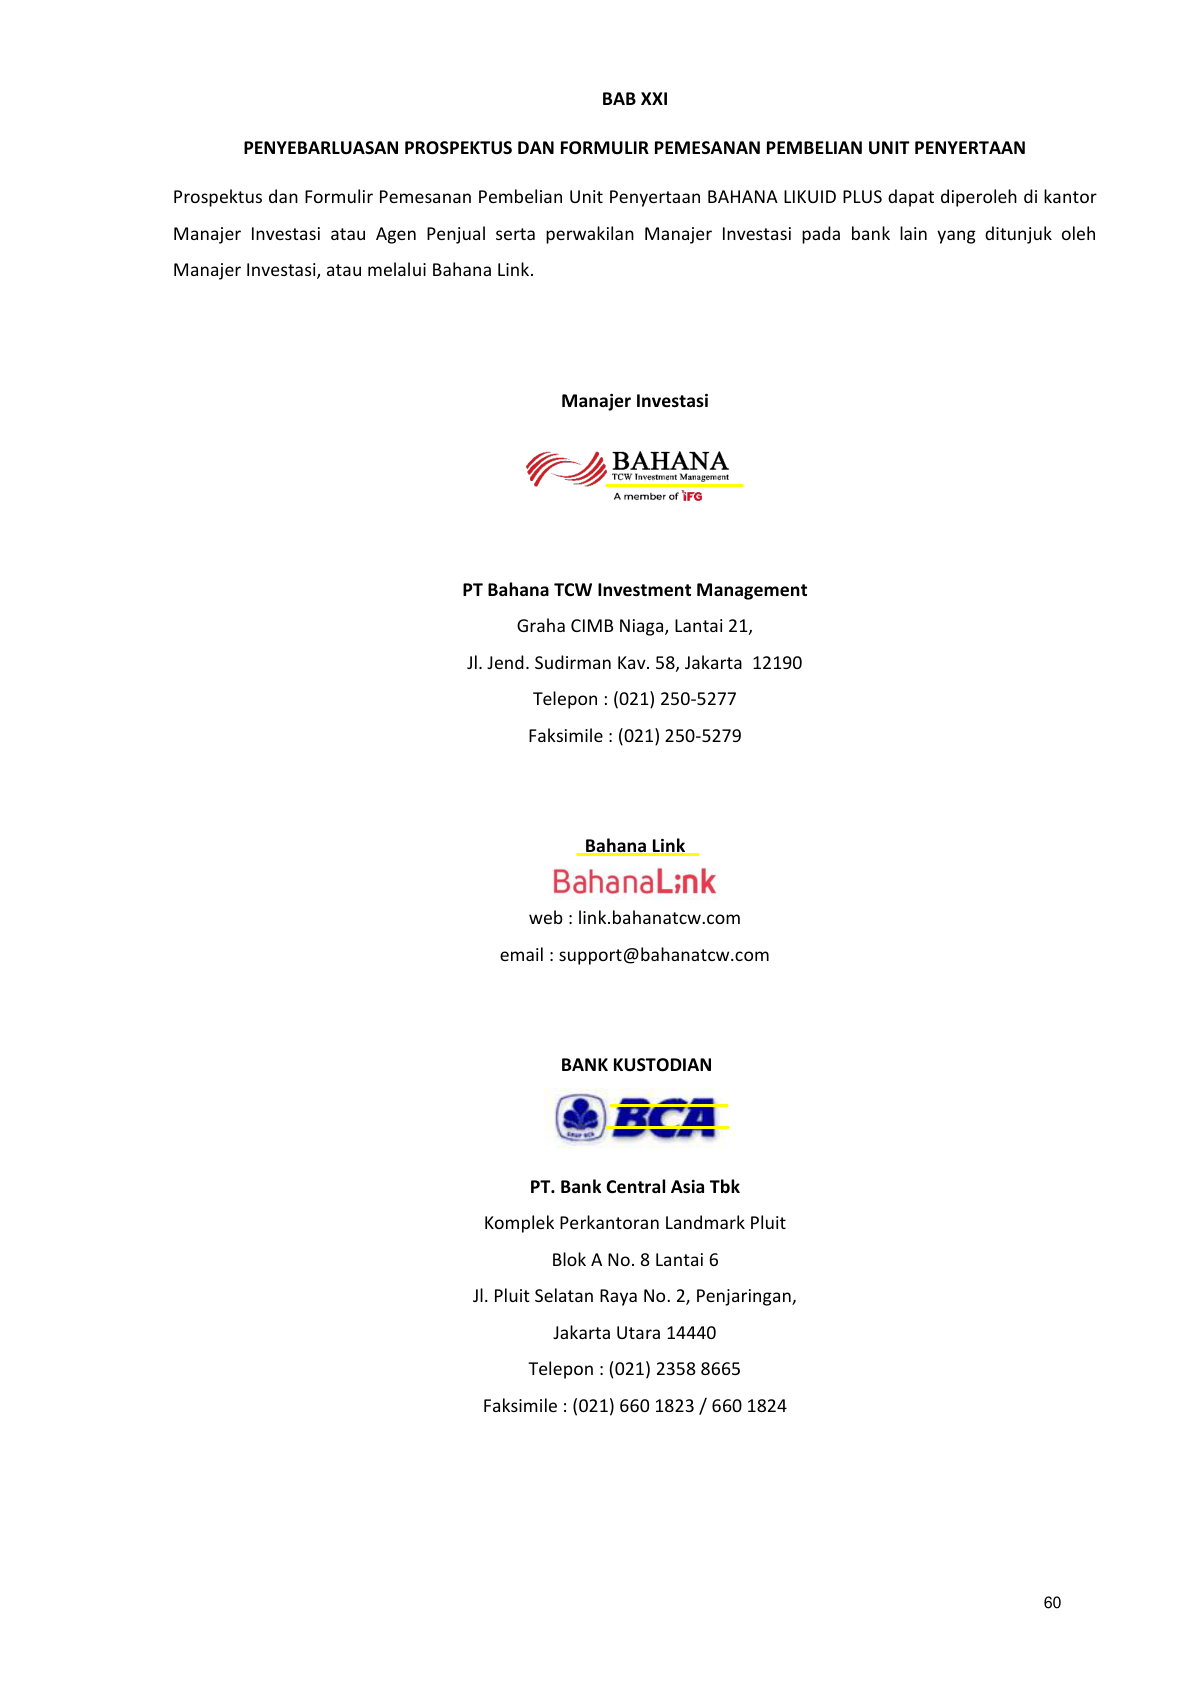 BAB XXI
PENYEBARLUASAN PROSPEKTUS DAN FORMULIR PEMESANAN PEMBELIAN UNIT PENYERTAAN
Prospektus dan Formulir Pemesanan Pembelian Unit Penyertaan BAHANA LIKUID PLUS dapat diperoleh di kantor
Manajer Investasi atau Agen Penjual serta perwakilan Manajer Investasi pada bank lain yang ditunjuk oleh
Manajer Investasi, atau melalui Bahana Link.
Manajer Investasi
BAHANA
TCW Investment Management
A member of IFG
PT Bahana TCW Investment Management
Graha CIMB Niaga, Lantai 21,
Jl. Jend. Sudirman Kav. 58, Jakarta 12190
Telepon : (021) 250-5277
Faksimile : (021) 250-5279
Bahana Link
BahanaLink
web : link.bahanatcw.com
email : support@bahanatcw.com
BANK KUSTODIAN
BCA
PT. Bank Central Asia Tbk
Komplek Perkantoran Landmark Pluit
Blok A No. 8 Lantai 6
Jl. Pluit Selatan Raya No. 2, Penjaringan,
Jakarta Utara 14440
Telepon : (021) 2358 8665
Faksimile : (021) 660 1823 / 660 1824
60